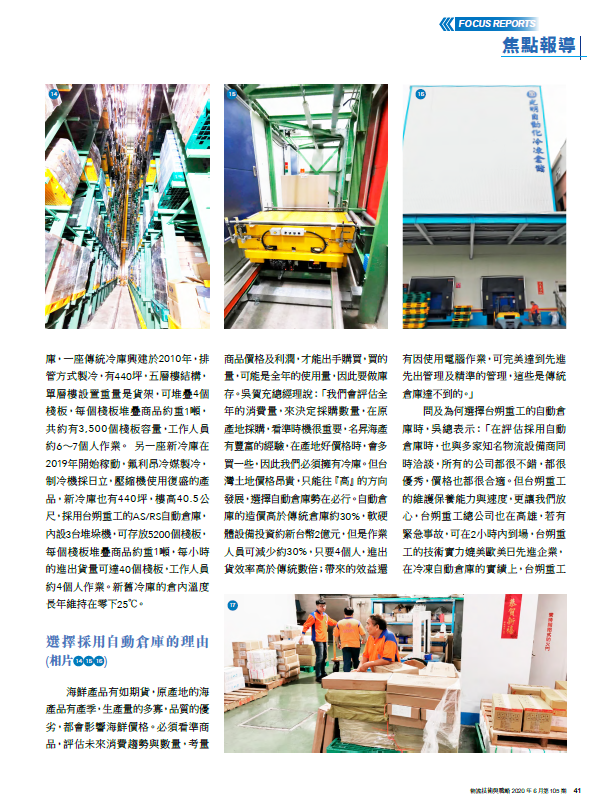 FOCUS REPORTS
焦點報導
14
15
16
光明自動化冷凍倉儲
庫，一座傳統冷庫興建於2010年，排
管方式製冷，有440坪，五層樓結構，
單層樓設置重量是貨架，可堆疊4個
棧板，每個棧板堆疊商品約重1噸，
共約有3,500個棧板容量，工作人員
約6～7個人作業。 另一座新冷庫在
2019年開始稼動，氟利昂冷媒製冷，
制冷機採日立，壓縮機使用復盛的產
品，新冷庫也有440坪，樓高40.5公
尺，採用台朔重工的AS/RS自動倉庫，
內設3台堆垛機，可存放5200個棧板，
每個棧板堆疊商品約重1噸，每小時
的進出貨量可達40個棧板，工作人員
約4個人作業。新舊冷庫的倉內溫度
長年維持在零下25℃。
選擇採用自動倉庫的理由
(相片14 15 16)
海鮮產品有如期貨，原產地的海
產品有產季，生產量的多寡，品質的優
劣，都會影響海鮮價格。必須看準商
品，評估未來消費趨勢與數量，考量
商品價格及利潤，才能出手購買，買的
量，可能是全年的使用量，因此要做庫
存。吳賀充總經理說：「我們會評估全
年的消費量，來決定採購數量，在原
產地採購，看準時機很重要，名昇海產
有豐富的經驗，在產地好價格時，會多
買一些，因此我們必須擁有冷庫。但台
灣土地價格昂貴，只能往『高』的方向
發展，選擇自動倉庫勢在必行。自動倉
庫的造價高於傳統倉庫約30%，軟硬
體設備投資約新台幣2億元，但是作業
人員可減少約30%，只要4個人，進出
貨效率高於傳統數倍；帶來的效益還
有因使用電腦作業，可完美達到先進
先出管理及精準的管理，這些是傳統
倉庫達不到的。」
問及為何選擇台朔重工的自動倉
庫時，吳總表示：「在評估採用自動
倉庫時，也與多家知名物流設備商同
時洽談，所有的公司都很不錯，都很
優秀，價格也都很合適。但台朔重工
的維護保養能力與速度，更讓我們放
心，台朔重工總公司也在高雄，若有
緊急事故，可在2小時內到場，台朔重
工的技術實力媲美歐美日先進企業，
在冷凍自動倉庫的實績上，台朔重工
17
恭賀新禧
物流技術與戰略 2020 年 6 月第 105 期 41